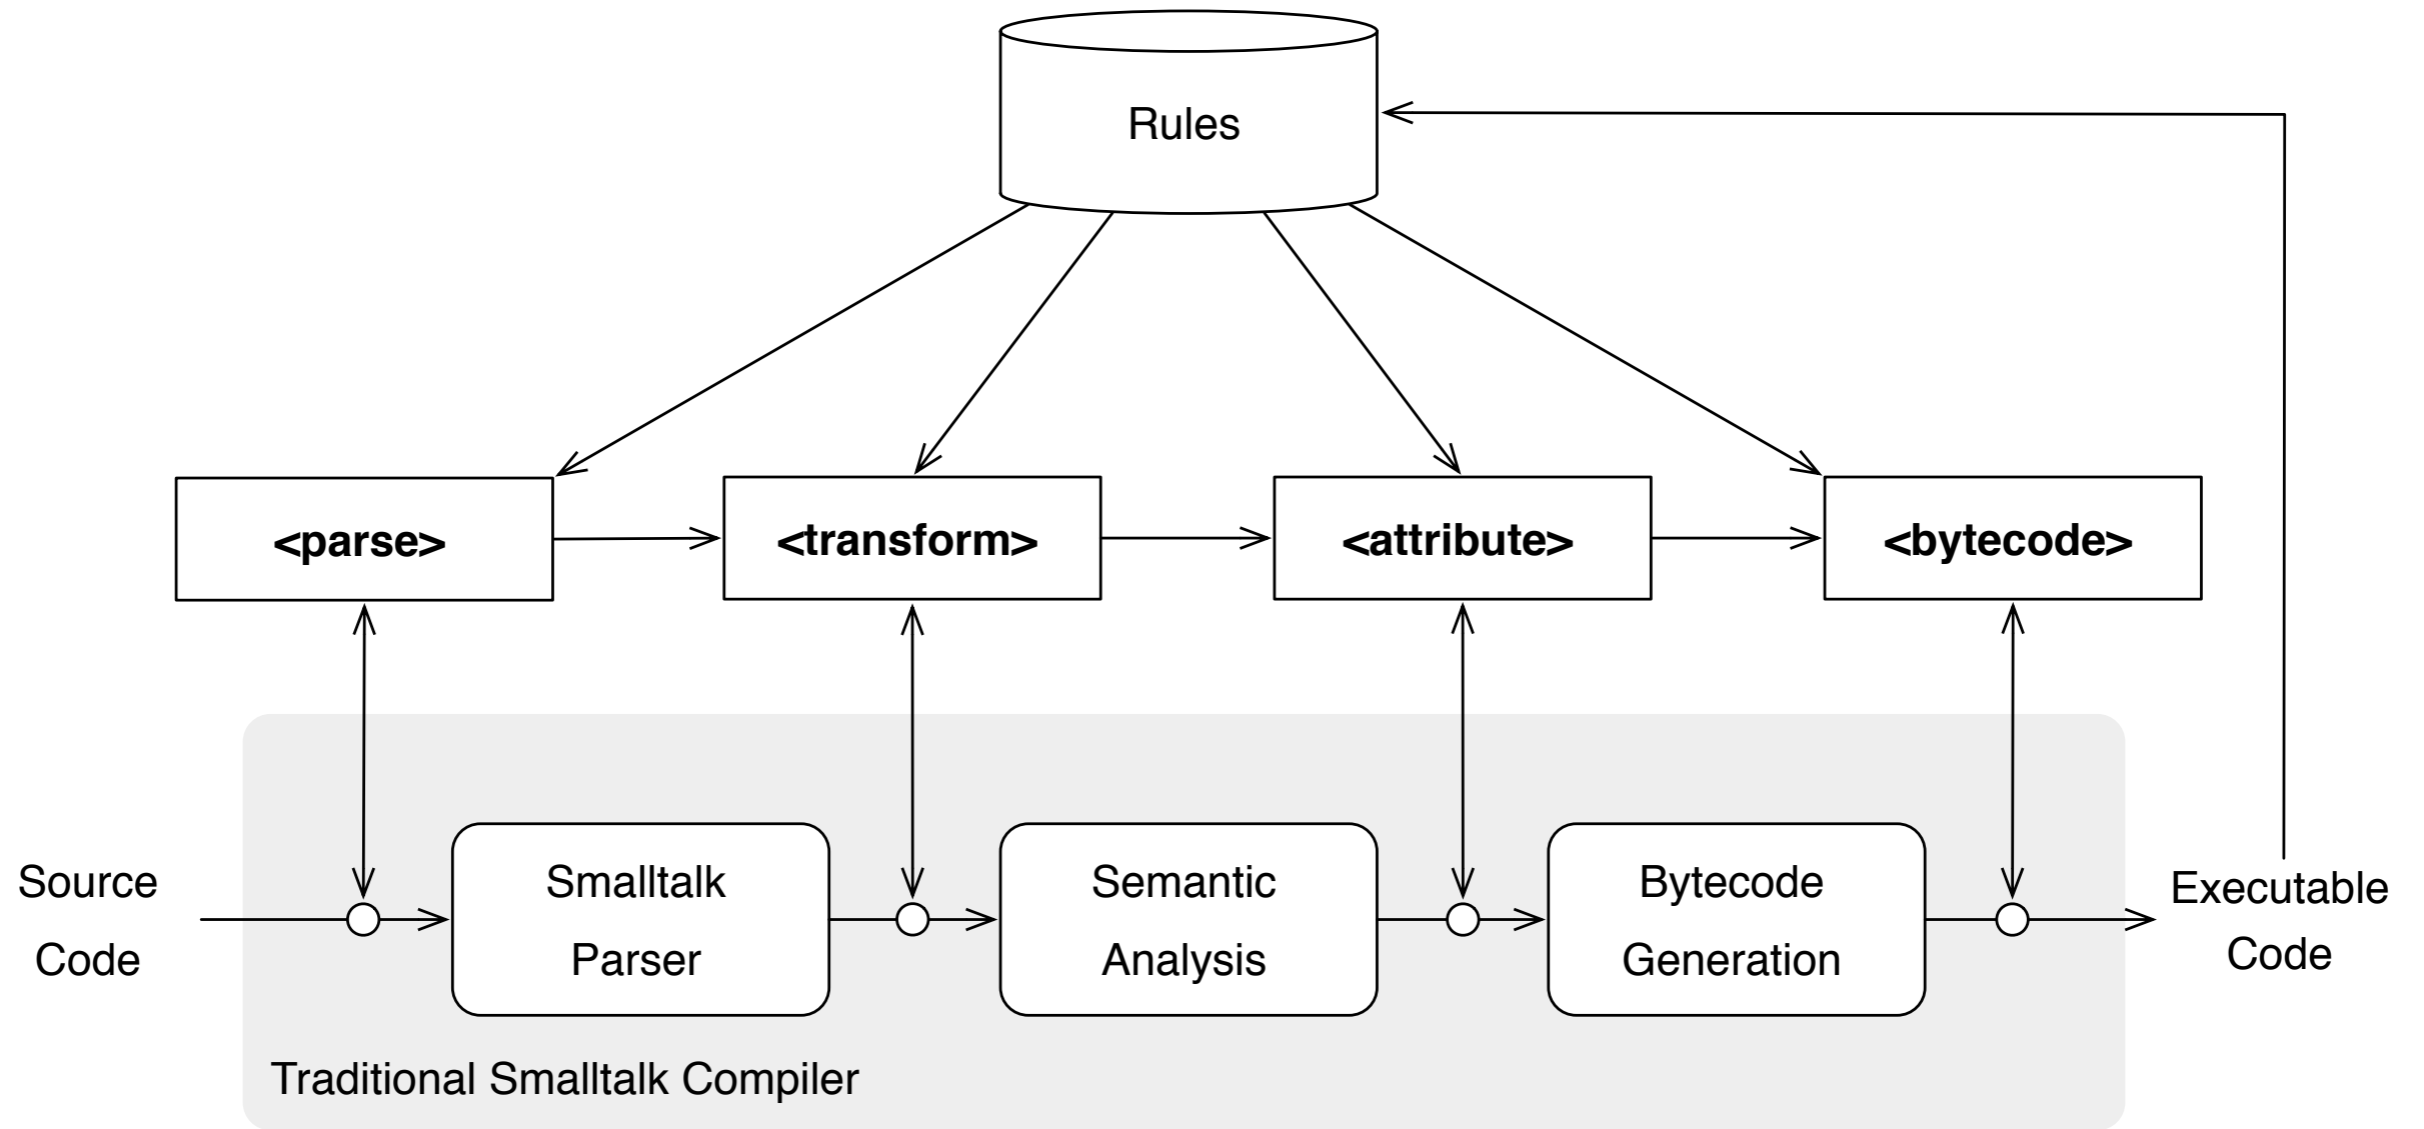 Rules
<parse>
<transform>
<attribute>
<bytecode>
Source
Code
Smalltalk
Parser
Semantic
Analysis
Bytecode
Generation
Executable
Code
Traditional Smalltalk Compiler